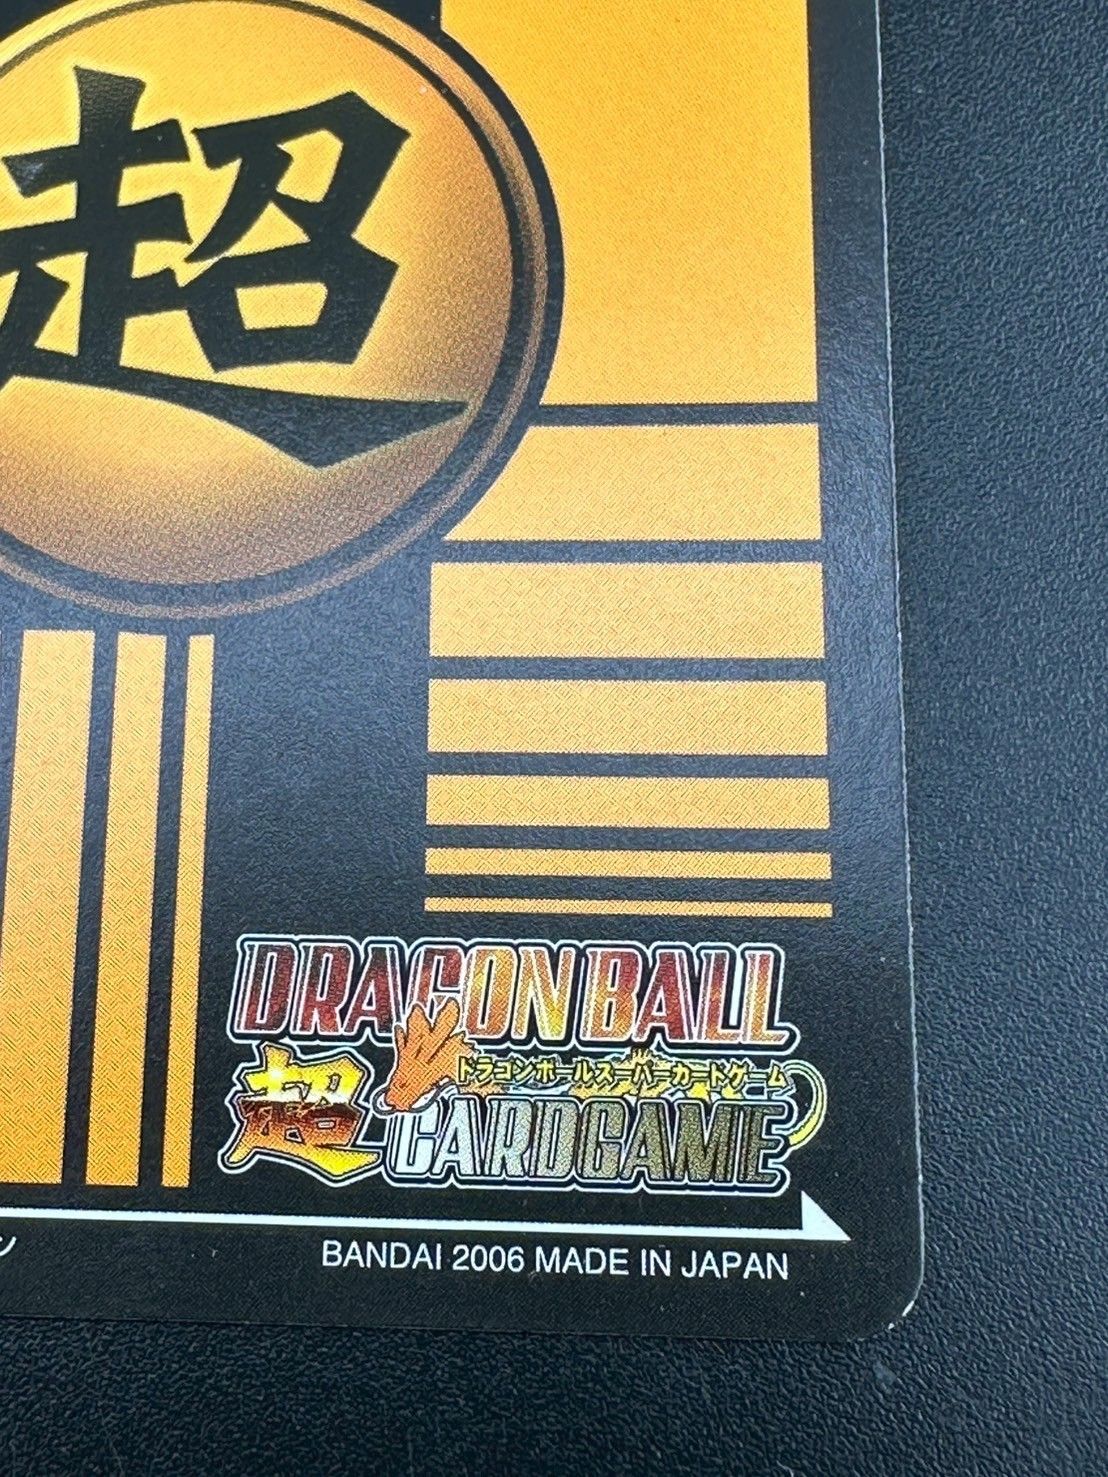 超
DRAGON BALL
ドラゴンボールスーパーカードゲーム
超 CARDGAME
ン
BANDAI 2006 MADE IN JAPAN